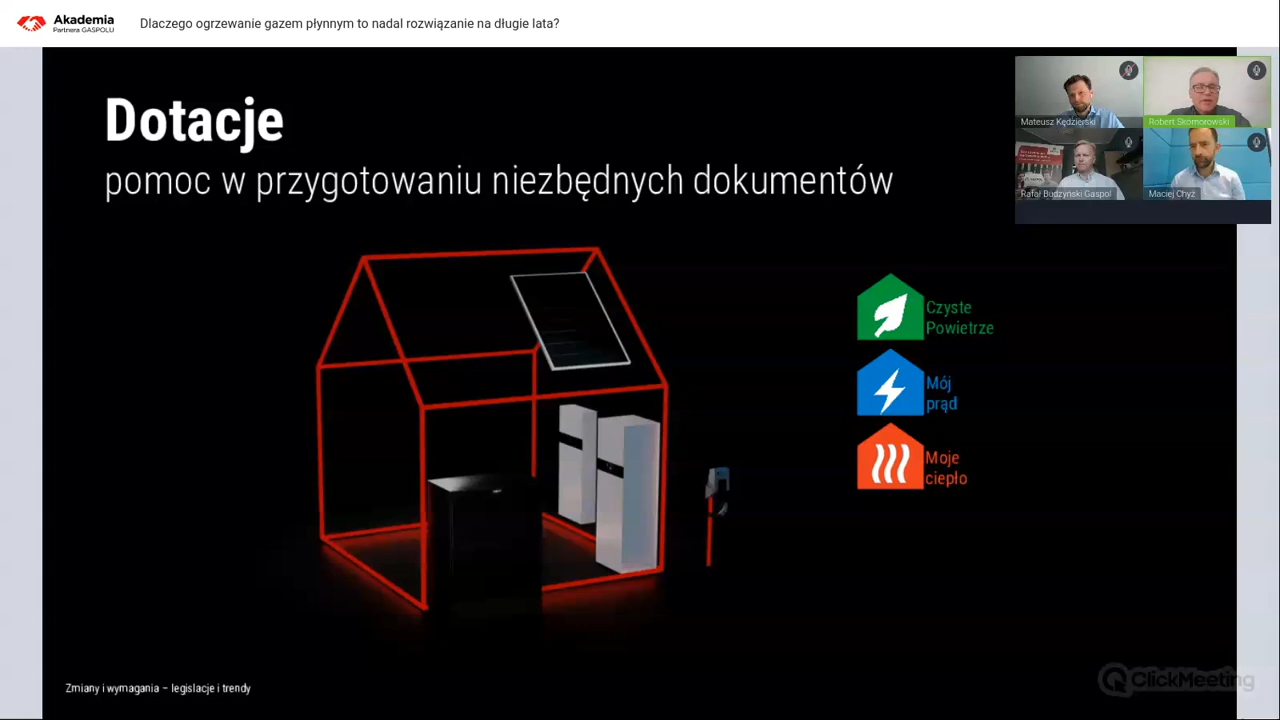 Akademia
Partnera GASPOLU
Dlaczego ogrzewanie gazem płynnym to nadal rozwiązanie na długie lata?
Dotacje
pomoc w przygotowaniu niezbędnych dokumentów
Mateusz Kędzierski
Robert Skomorowski
Rafał Budzyński Gaspol
Maciej Chyż
Czyste
Powietrze
Mój
prąd
Moje
ciepło
Zmiany i wymagania – legislacje i trendy
ClickMeeting